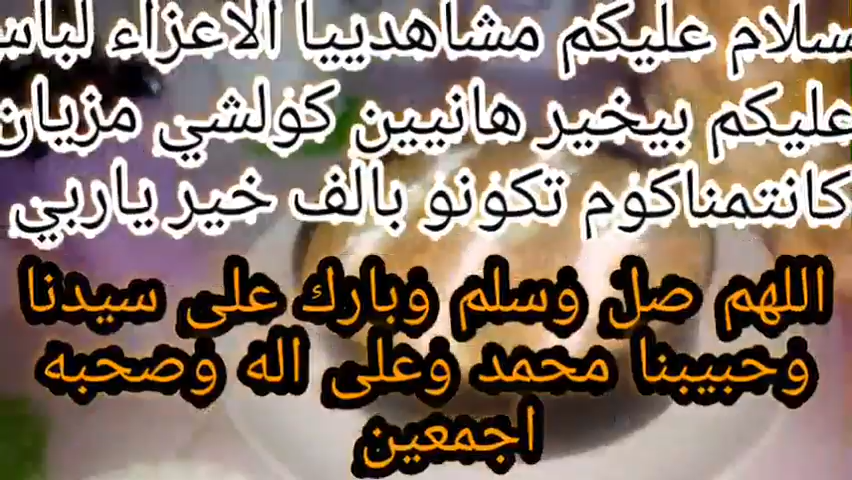 سلام عليكم مشاهدييا الاعزاء لباس
عليكم بيخير هانيين كولشي مزيان
كانتمناكوم تكونو بالف خير ياربي
اللهم صل وسلم وبارك على سيدنا
وحبيبنا محمد وعلى اله وصحبه
اجمعين